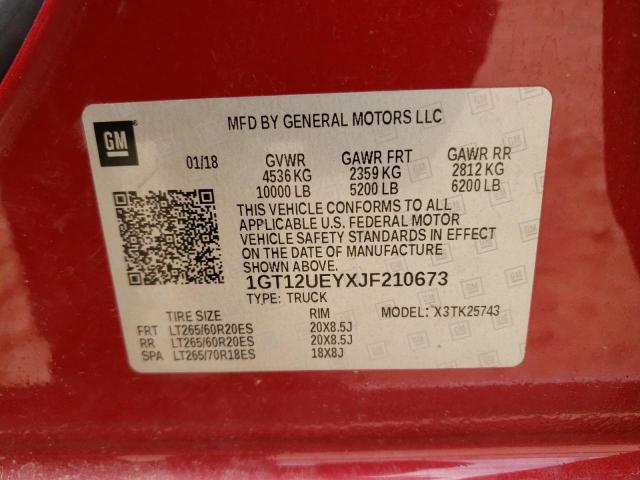 GM
MFD BY GENERAL MOTORS LLC
01/18 GVWR GAWR FRT GAWR RR
4536 KG 2359 KG 2812 KG
10000 LB 5200 LB 6200 LB
THIS VEHICLE CONFORMS TO ALL
APPLICABLE U.S. FEDERAL MOTOR
VEHICLE SAFETY STANDARDS IN EFFECT
ON THE DATE OF MANUFACTURE
SHOWN ABOVE.
1GT12UEYXJF210673
TYPE: TRUCK MODEL: X3TK25743
TIRE SIZE RIM
FRT LT265/60R20ES 20X8.5J
RR LT265/60R20ES 20X8.5J
SPA LT265/70R18ES 18X8J